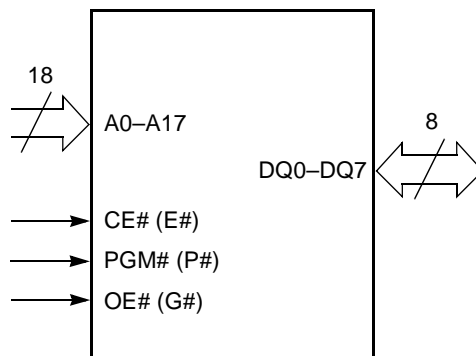 18
A0–A17
8
DQ0–DQ7
CE# (E#)
PGM# (P#)
OE# (G#)